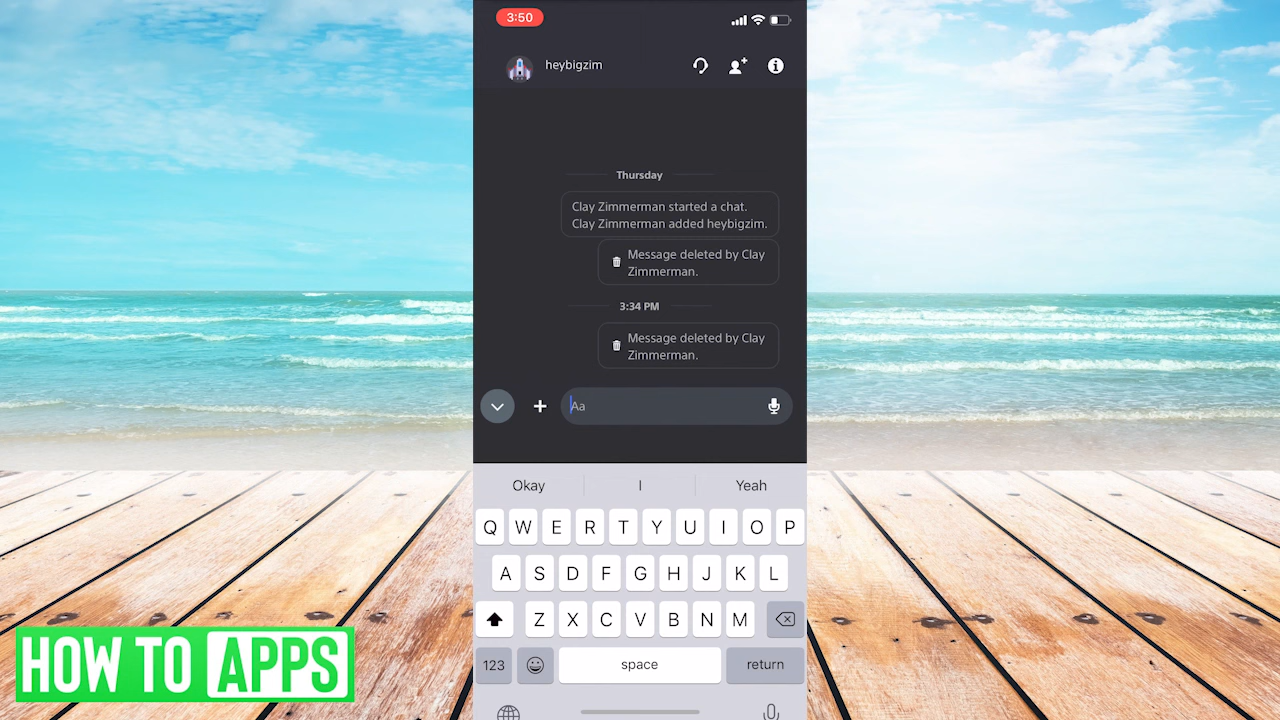 3:50
heybigzim
Thursday
Clay Zimmerman started a chat.
Clay Zimmerman added heybigzim.
Message deleted by Clay
Zimmerman.
3:34 PM
Message deleted by Clay
Zimmerman.
Aa
Okay I Yeah
Q W E R T Y U I O P
A S D F G H J K L
Z X C V B N M
123 space return
HOW TO APPS